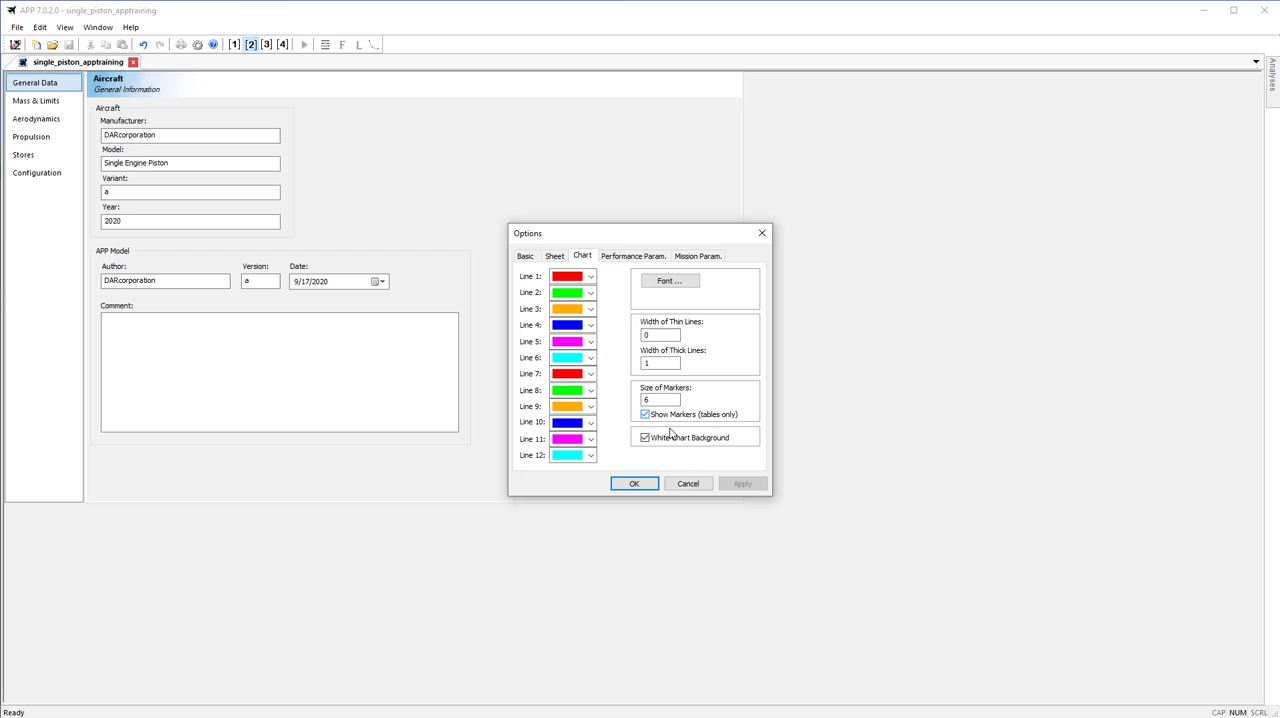 APP 7.0.2.0 - single_piston_apptraining
File Edit View Window Help
[1] [2] [3] [4] F L
single_piston_apptraining
General Data
Mass & Limits
Aerodynamics
Propulsion
Stores
Configuration
Aircraft
General Information
Aircraft
Manufacturer:
DARcorporation
Model:
Single Engine Piston
Variant:
a
Year:
2020
APP Model
Author: Version: Date:
DARcorporation a 9/17/2020
Comment:
Options
Basic Sheet Chart Performance Param. Mission Param.
Line 1:
Line 2:
Line 3:
Line 4:
Line 5:
Line 6:
Line 7:
Line 8:
Line 9:
Line 10:
Line 11:
Line 12:
Font ...
Width of Thin Lines:
0
Width of Thick Lines:
1
Size of Markers:
6
Show Markers (tables only)
White Chart Background
OK Cancel Apply
Analyses
Ready CAP NUM SCRL